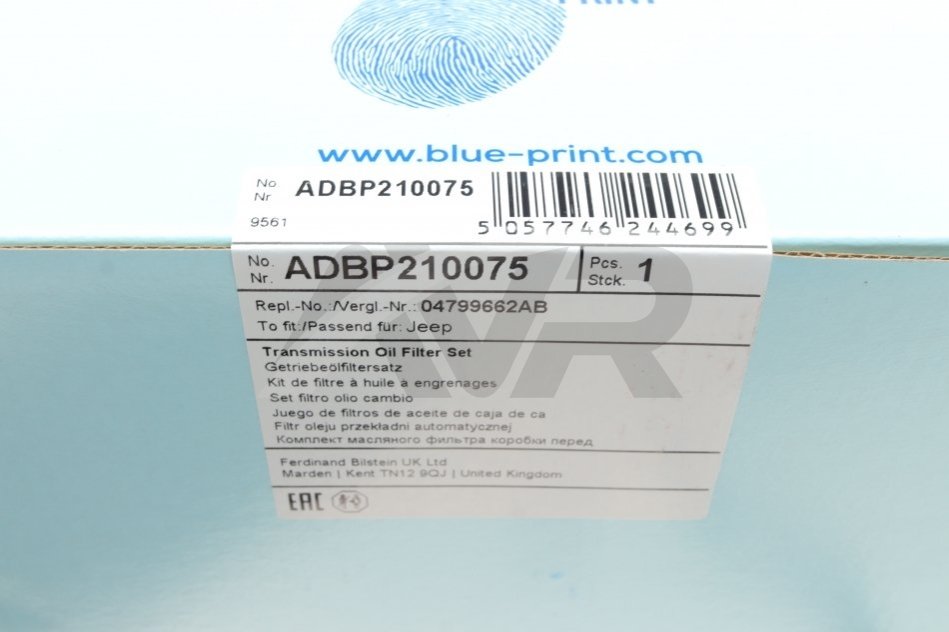 PRINT
www.blue-print.com
No
Nr ADBP210075
9561
5 057746 244699
No.
Nr. ADBP210075 Pcs.
Stck. 1
Repl.-No.:/Vergl.-Nr.: 04799662AB
To fit:/Passend für: Jeep
Transmission Oil Filter Set
Getriebeölfiltersatz
Kit de filtre à huile à engrenages
Set filtro olio cambio
Juego de filtros de aceite de caja de ca
Filtr oleju przekładni automatycznej
Комплект масляного фильтра коробки перед
Ferdinand Bilstein UK Ltd
Marden | Kent TN12 9QJ | United Kingdom
EAC
iVR